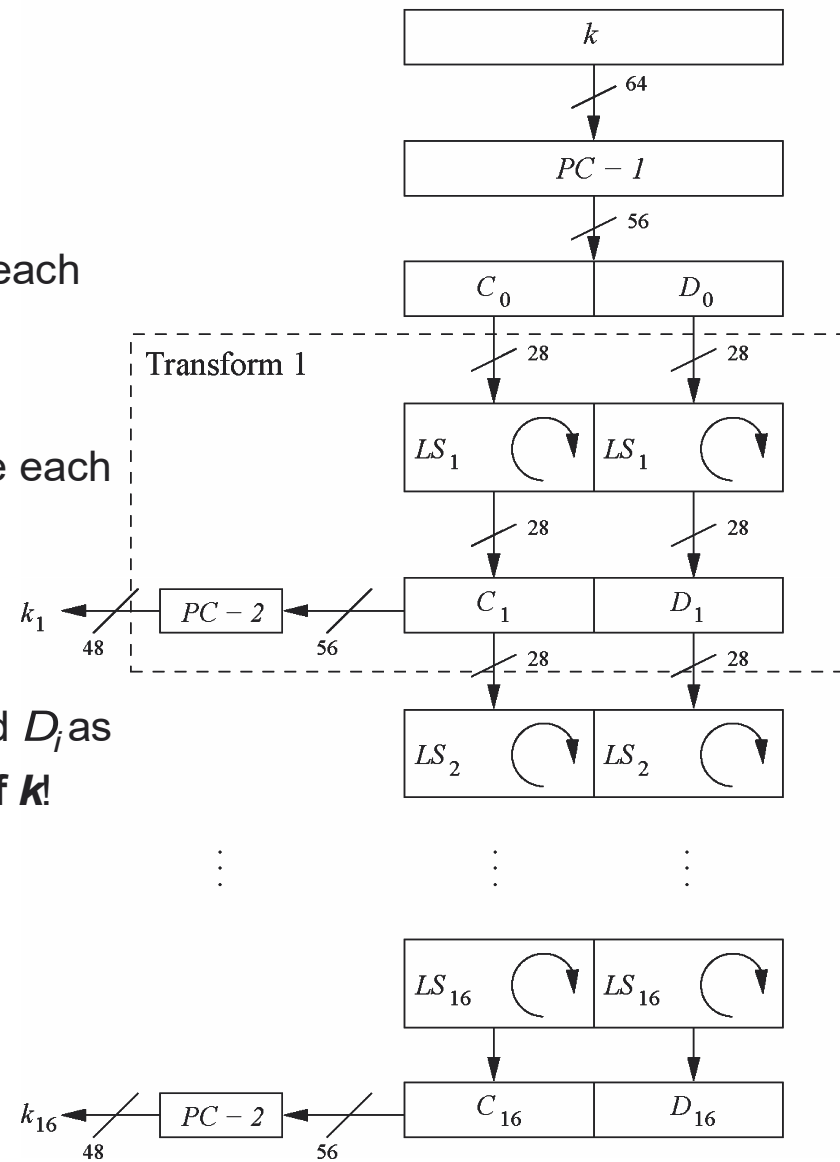 k
64
PC − 1
56
each
C0 D0
Transform 1
28 28
LS1 LS1
e each
28 28
k1 48 PC − 2 56 C1 D1
28 28
d Di as
LS2 LS2
f k!
⋮ ⋮ ⋮
LS16 LS16
k16 48 PC − 2 56 C16 D16